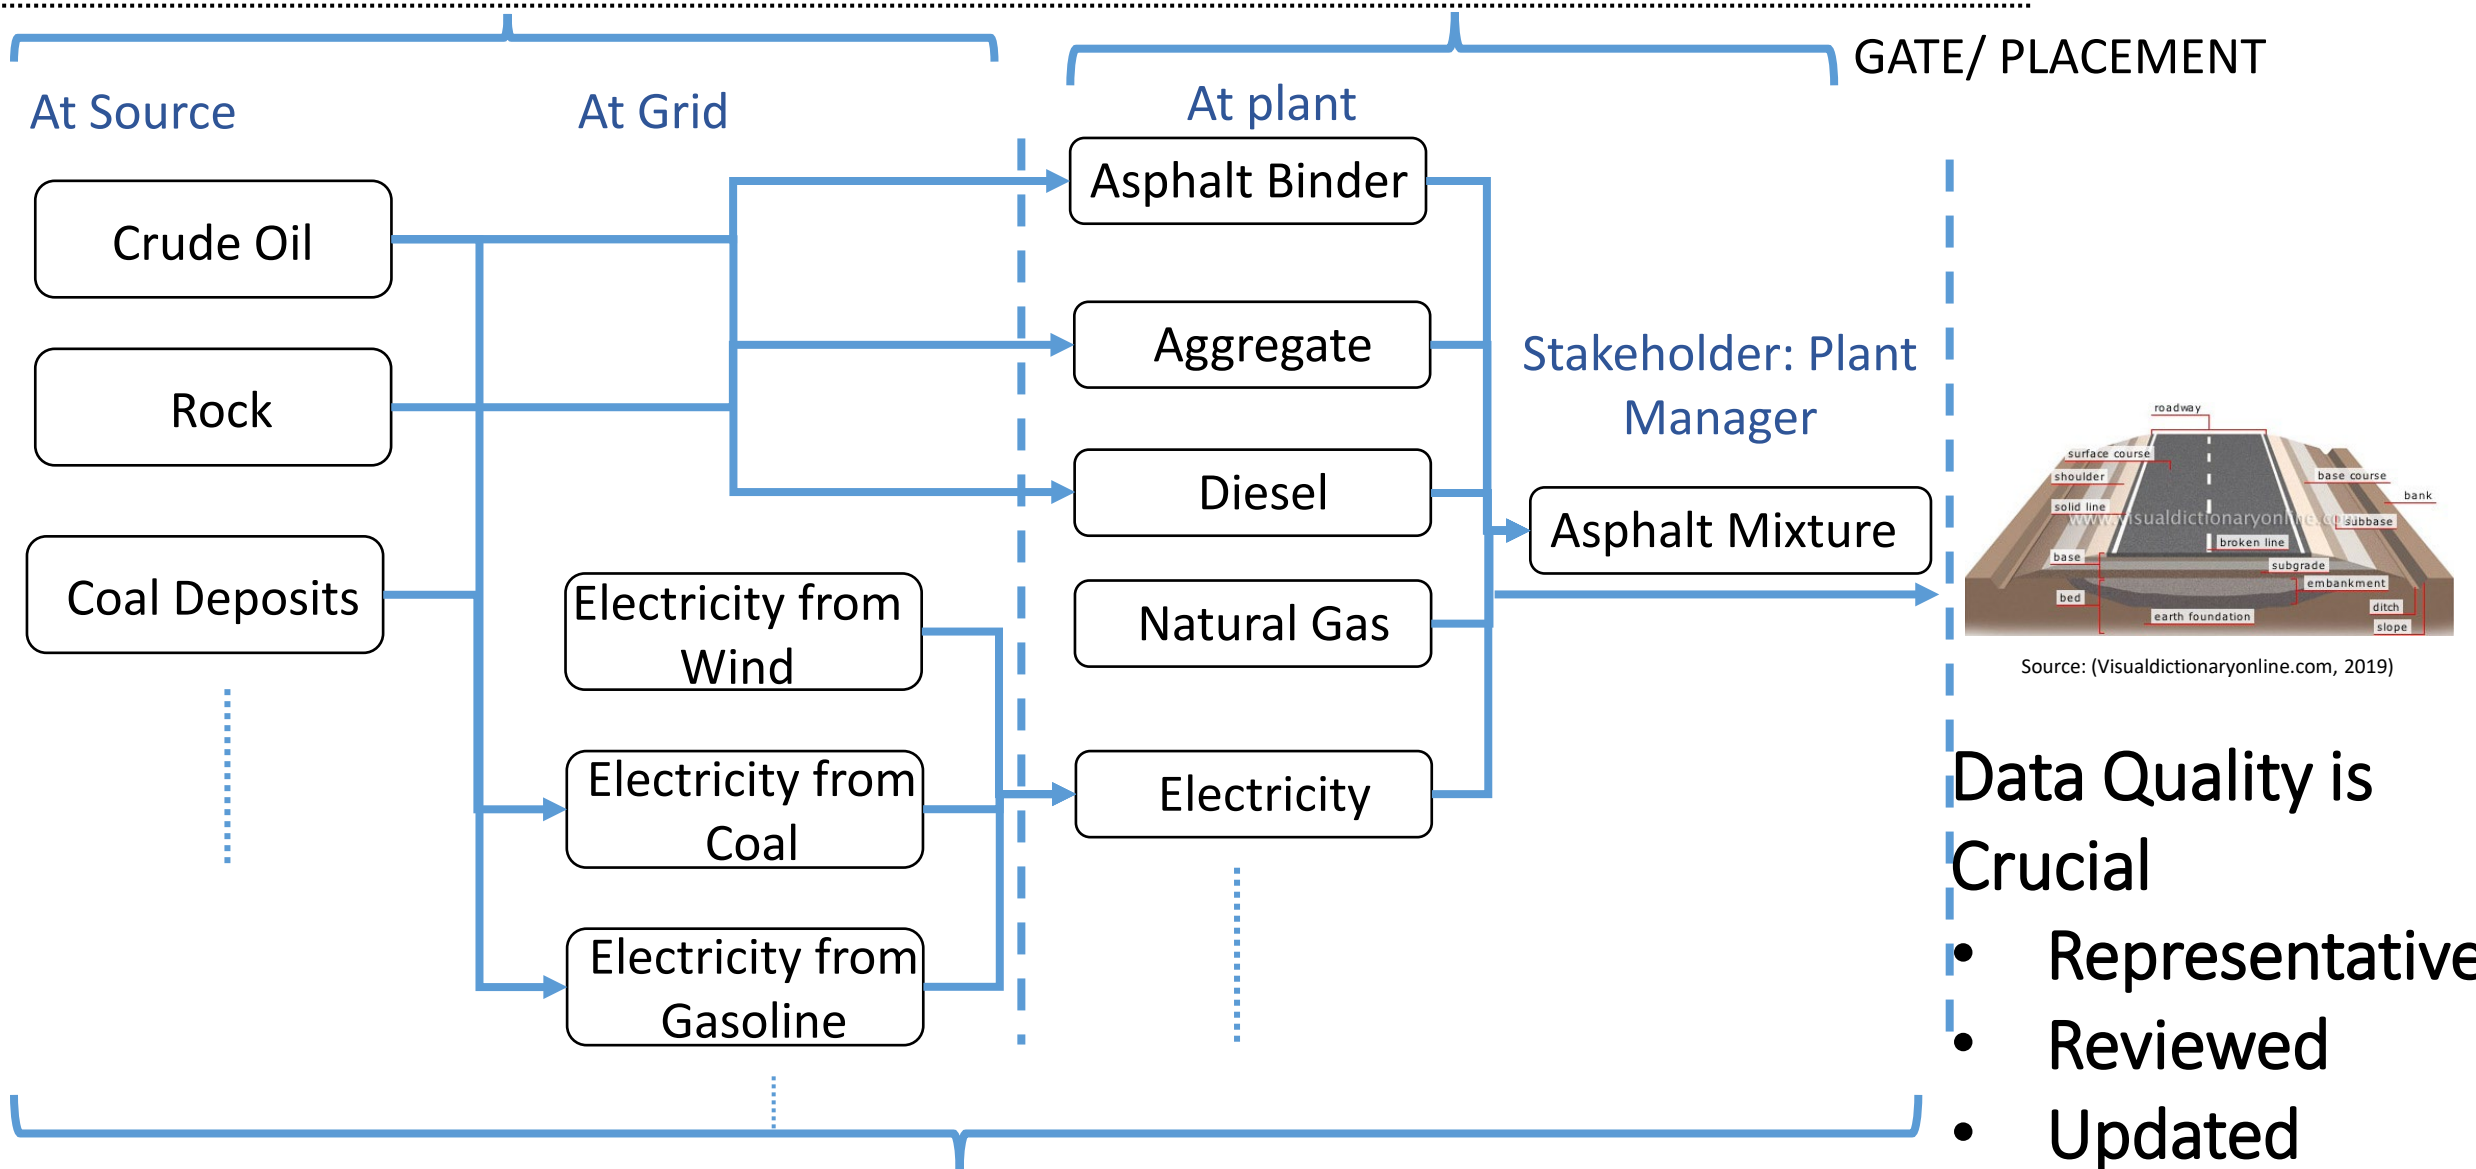 GATE/ PLACEMENT
At Source
At Grid
At plant
Crude Oil
Rock
Coal Deposits
Electricity from
Wind
Electricity from
Coal
Electricity from
Gasoline
Asphalt Binder
Aggregate
Diesel
Natural Gas
Electricity
Stakeholder: Plant
Manager
Asphalt Mixture
roadway
surface course
shoulder
solid line
base course
bank
www.visualdictionaryonline.com
subbase
broken line
base
subgrade
embankment
bed
ditch
earth foundation
slope
Source: (Visualdictionaryonline.com, 2019)
Data Quality is
Crucial
• Representative
• Reviewed
• Updated